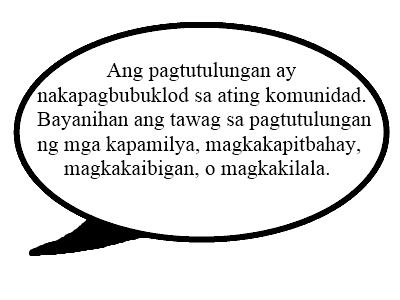 Ang pagtutulungan ay
nakapagbubuklod sa ating komunidad.
Bayanihan ang tawag sa pagtutulungan
ng mga kapamilya, magkakapitbahay,
magkakaibigan, o magkakilala.